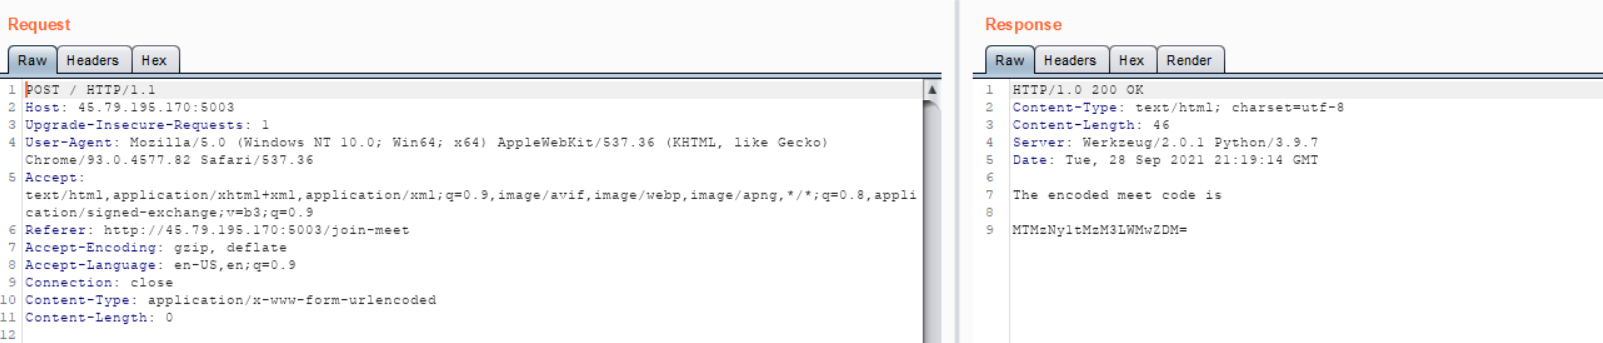 Request
Response
Raw Headers Hex
Raw Headers Hex Render
1 POST / HTTP/1.1
2 Host: 45.79.195.170:5003
3 Upgrade-Insecure-Requests: 1
4 User-Agent: Mozilla/5.0 (Windows NT 10.0; Win64; x64) AppleWebKit/537.36 (KHTML, like Gecko)
Chrome/93.0.4577.82 Safari/537.36
5 Accept:
text/html,application/xhtml+xml,application/xml;q=0.9,image/avif,image/webp,image/apng,*/*;q=0.8,appli
cation/signed-exchange;v=b3;q=0.9
6 Referer: http://45.79.195.170:5003/join-meet
7 Accept-Encoding: gzip, deflate
8 Accept-Language: en-US,en;q=0.9
9 Connection: close
10 Content-Type: application/x-www-form-urlencoded
11 Content-Length: 0
12
1 HTTP/1.0 200 OK
2 Content-Type: text/html; charset=utf-8
3 Content-Length: 46
4 Server: Werkzeug/2.0.1 Python/3.9.7
5 Date: Tue, 28 Sep 2021 21:19:14 GMT
6
7 The encoded meet code is
8
9 MTMzNy1tMzM3LWMwZDM=